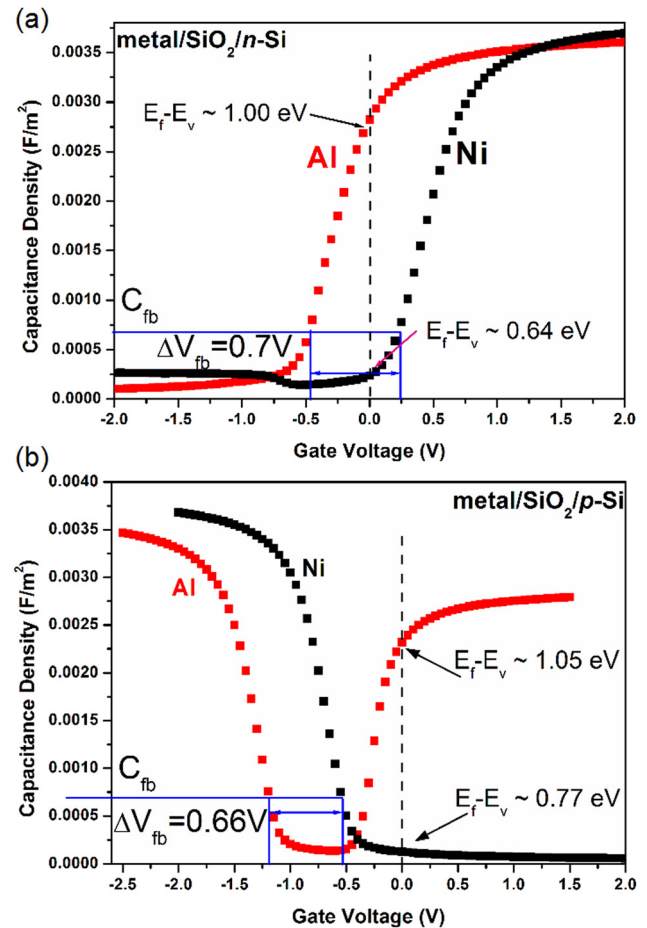 (a)
metal/SiO2/n-Si
Ef-Ev ~ 1.00 eV
Al
Ni
Cfb
ΔVfb=0.7V
Ef-Ev ~ 0.64 eV
Capacitance Density (F/m²)
0.0040
0.0035
0.0030
0.0025
0.0020
0.0015
0.0010
0.0005
0.0000
-2.0 -1.5 -1.0 -0.5 0.0 0.5 1.0 1.5 2.0
Gate Voltage (V)
(b)
metal/SiO2/p-Si
Al
Ni
Ef-Ev ~ 1.05 eV
Cfb
ΔVfb=0.66V
Ef-Ev ~ 0.77 eV
Capacitance Density (F/m²)
0.0040
0.0035
0.0030
0.0025
0.0020
0.0015
0.0010
0.0005
0.0000
-2.5 -2.0 -1.5 -1.0 -0.5 0.0 0.5 1.0 1.5 2.0
Gate Voltage (V)